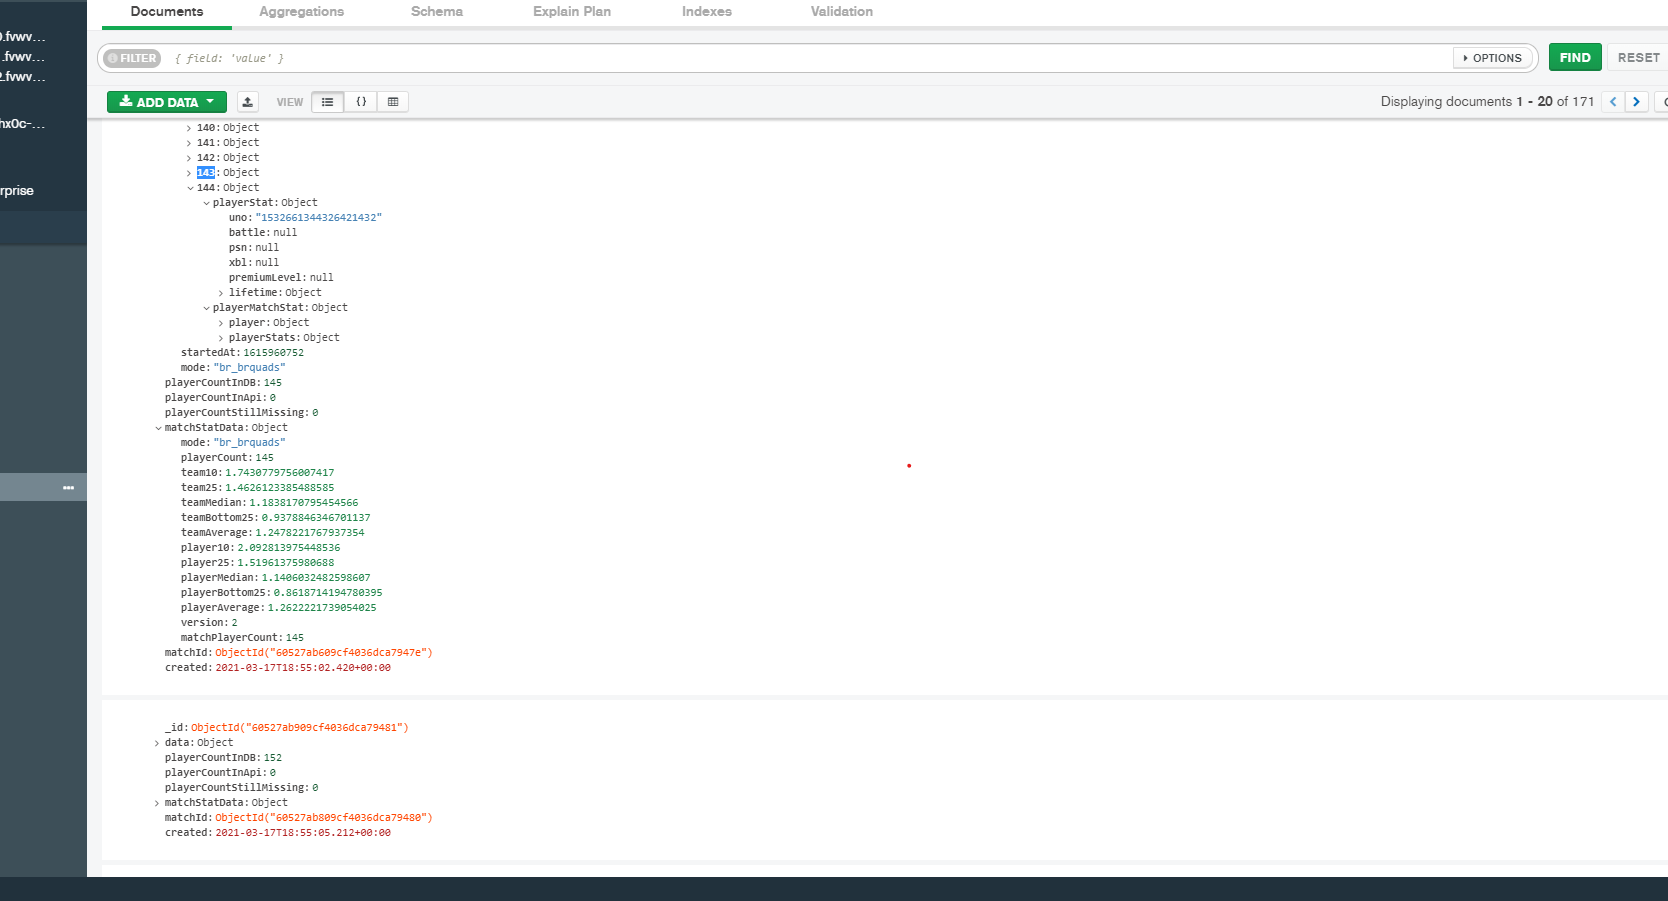 Documents Aggregations Schema Explain Plan Indexes Validation
FILTER { field: 'value' } OPTIONS FIND RESET
ADD DATA VIEW {} Displaying documents 1 - 20 of 171
.fvwv...
.fvwv...
.fvwv...
hx0c-...
rprise
140: Object
141: Object
142: Object
143: Object
144: Object
playerStat: Object
uno: "1532661344326421432"
battle: null
psn: null
xbl: null
premiumLevel: null
lifetime: Object
playerMatchStat: Object
player: Object
playerStats: Object
startedAt: 1615960752
mode: "br_brquads"
playerCountInDB: 145
playerCountInApi: 0
playerCountStillMissing: 0
matchStatData: Object
mode: "br_brquads"
playerCount: 145
team10: 1.7430779756007417
team25: 1.4626123385488585
teamMedian: 1.1838170795454566
teamBottom25: 0.9378846346701137
teamAverage: 1.2478221767937354
player10: 2.092813975448536
player25: 1.51961375980688
playerMedian: 1.1406032482598607
playerBottom25: 0.8618714194780395
playerAverage: 1.2622221739054025
version: 2
matchPlayerCount: 145
matchId: ObjectId("60527ab609cf4036dca7947e")
created: 2021-03-17T18:55:02.420+00:00
_id: ObjectId("60527ab909cf4036dca79481")
data: Object
playerCountInDB: 152
playerCountInApi: 0
playerCountStillMissing: 0
matchStatData: Object
matchId: ObjectId("60527ab809cf4036dca79480")
created: 2021-03-17T18:55:05.212+00:00